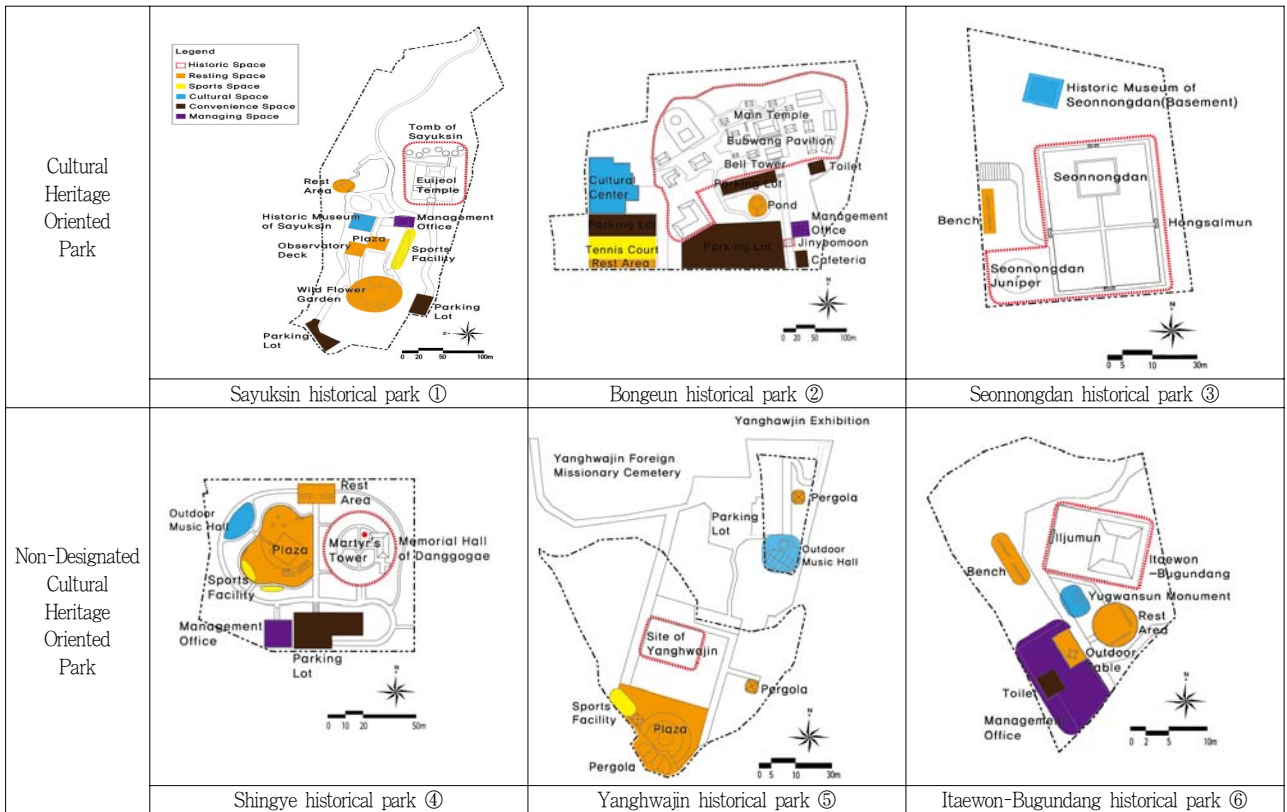 Cultural
Heritage
Oriented
Park
Legend
Historic Space
Resting Space
Sports Space
Cultural Space
Convenience Space
Managing Space
Tomb of
Sayuksin
Euijeol
Temple
Rest
Area
Historic Museum
of Sayuksin
Management
Office
Plaza
Observatory
Deck
Sports
Facility
Wild Flower
Garden
Parking
Lot
Parking
Lot
0 20 50 100m
Sayuksin historical park ①
Main Temple
Bubwang Pavilion
Bell Tower
Toilet
Parking Lot
Cultural
Center
Pond
Management
Office
Parking Lot
Parking Lot
Jinyeomoon
Tennis Court
Rest Area
Cafeteria
N
0 20 50 100m
Bongeun historical park ②
Historic Museum of
Seonnongdan(Basement)
Seonnongdan
Bench
Hongsalmun
Seonnongdan
Juniper
N
0 5 10 30m
Seonnongdan historical park ③
Non-Designated
Cultural
Heritage
Oriented
Park
Rest
Area
Outdoor
Music Hall
Plaza
Martyr's
Tower
Memorial Hall
of Danggogae
Sports
Facility
Management
Office
Parking
Lot
N
0 10 20 50m
Shingye historical park ④
Yanghawjin Exhibition
Yanghwajin Foreign
Missionary Cemetery
Pergola
Parking
Lot
Outdoor
Music Hall
Site of
Yanghwajin
Pergola
Sports
Facility
Plaza
Pergola
N
0 5 10 30m
Yanghwajin historical park ⑤
Iljumun
Itaewon
-Bugundang
Bench
Yugwansun Monument
Rest
Area
Outdoor
Table
Toilet
Management
Office
N
0 2 5 10m
Itaewon-Bugundang historical park ⑥